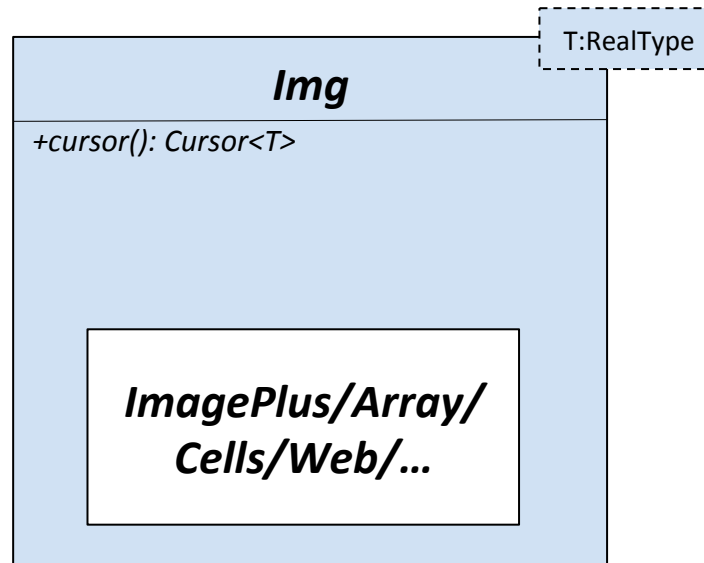 T:RealType
Img
+cursor(): Cursor<T>
ImagePlus/Array/
Cells/Web/…